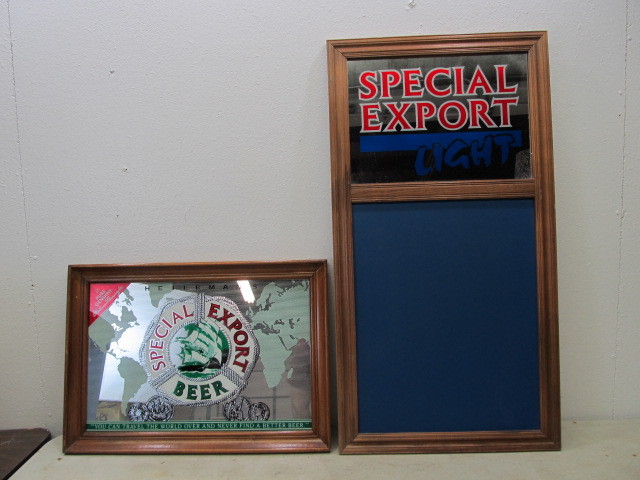 HEILEMAN'S
SPECIAL EXPORT
BEER
"YOU CAN TRAVEL THE WORLD OVER AND NEVER FIND A BETTER BEER"
SPECIAL
EXPORT
LIGHT